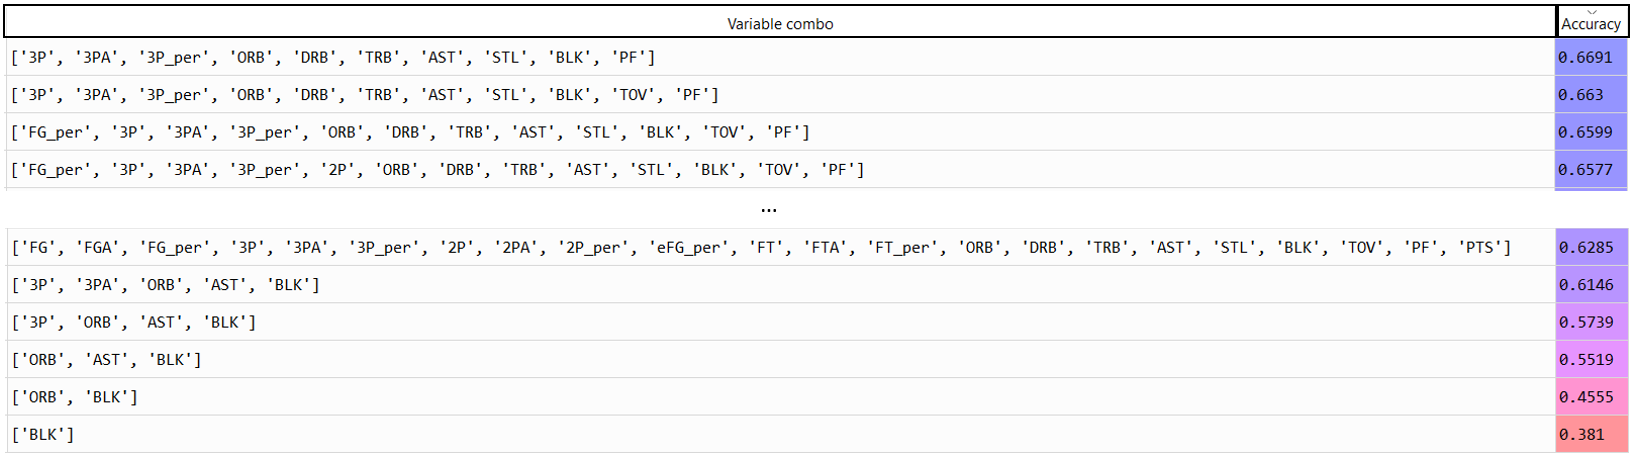 Variable combo Accuracy
['3P', '3PA', '3P_per', 'ORB', 'DRB', 'TRB', 'AST', 'STL', 'BLK', 'PF'] 0.6691
['3P', '3PA', '3P_per', 'ORB', 'DRB', 'TRB', 'AST', 'STL', 'BLK', 'TOV', 'PF'] 0.663
['FG_per', '3P', '3PA', '3P_per', 'ORB', 'DRB', 'TRB', 'AST', 'STL', 'BLK', 'TOV', 'PF'] 0.6599
['FG_per', '3P', '3PA', '3P_per', '2P', 'ORB', 'DRB', 'TRB', 'AST', 'STL', 'BLK', 'TOV', 'PF'] 0.6577
...
['FG', 'FGA', 'FG_per', '3P', '3PA', '3P_per', '2P', '2PA', '2P_per', 'eFG_per', 'FT', 'FTA', 'FT_per', 'ORB', 'DRB', 'TRB', 'AST', 'STL', 'BLK', 'TOV', 'PF', 'PTS'] 0.6285
['3P', '3PA', 'ORB', 'AST', 'BLK'] 0.6146
['3P', 'ORB', 'AST', 'BLK'] 0.5739
['ORB', 'AST', 'BLK'] 0.5519
['ORB', 'BLK'] 0.4555
['BLK'] 0.381